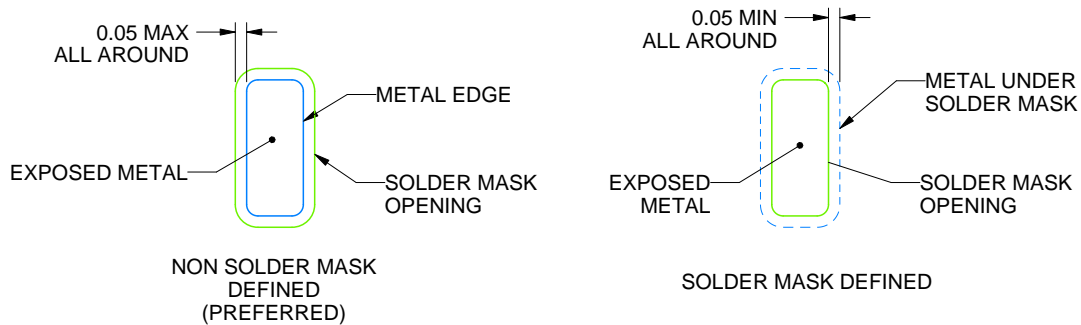 0.05 MAX
ALL AROUND
METAL EDGE
EXPOSED METAL
SOLDER MASK
OPENING
NON SOLDER MASK
DEFINED
(PREFERRED)
0.05 MIN
ALL AROUND
METAL UNDER
SOLDER MASK
EXPOSED
METAL
SOLDER MASK
OPENING
SOLDER MASK DEFINED